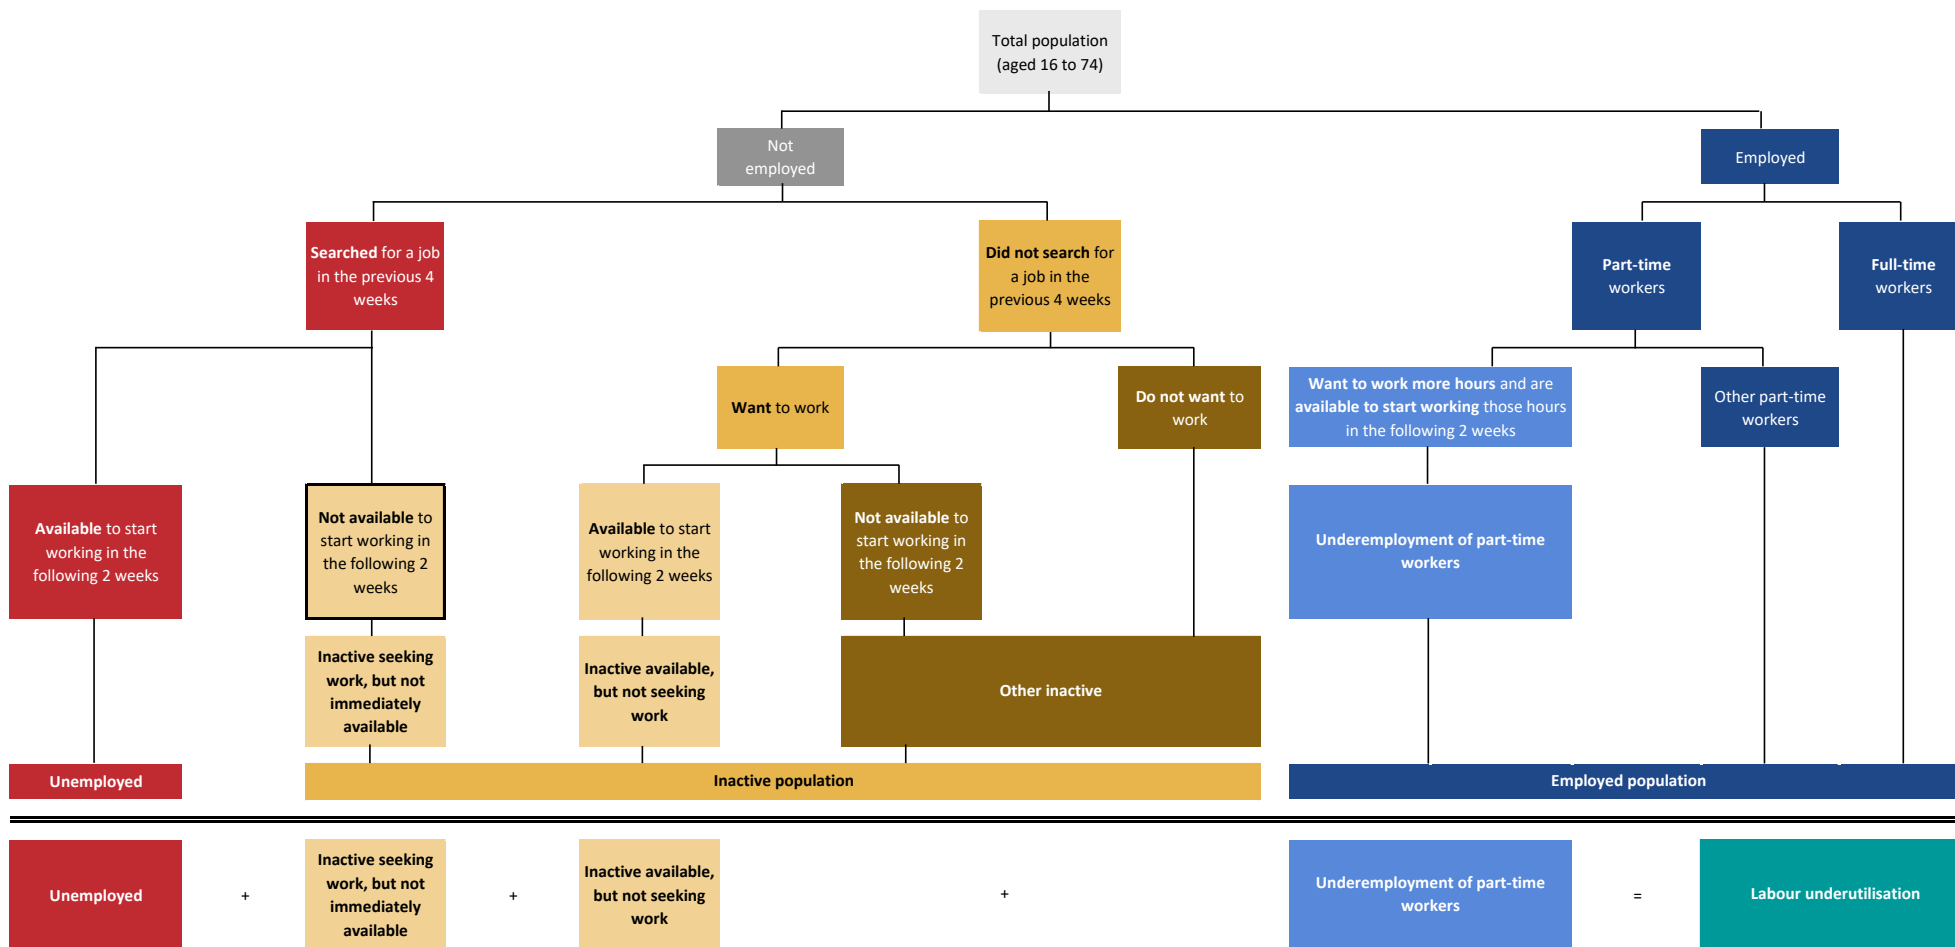 Total population
(aged 16 to 74)
Not
employed
Employed
Searched for a job
in the previous 4
weeks
Did not search for
a job in the
previous 4 weeks
Part-time
workers
Full-time
workers
Want to work
Do not want to
work
Want to work more hours and are
available to start working those hours
in the following 2 weeks
Other part-time
workers
Available to start
working in the
following 2 weeks
Not available to
start working in
the following 2
weeks
Available to start
working in the
following 2 weeks
Not available to
start working in
the following 2
weeks
Underemployment of part-time
workers
Inactive seeking
work, but not
immediately
available
Inactive available,
but not seeking
work
Other inactive
Unemployed
Inactive population
Employed population
Unemployed
+
Inactive seeking
work, but not
immediately
available
+
Inactive available,
but not seeking
work
+
Underemployment of part-time
workers
=
Labour underutilisation